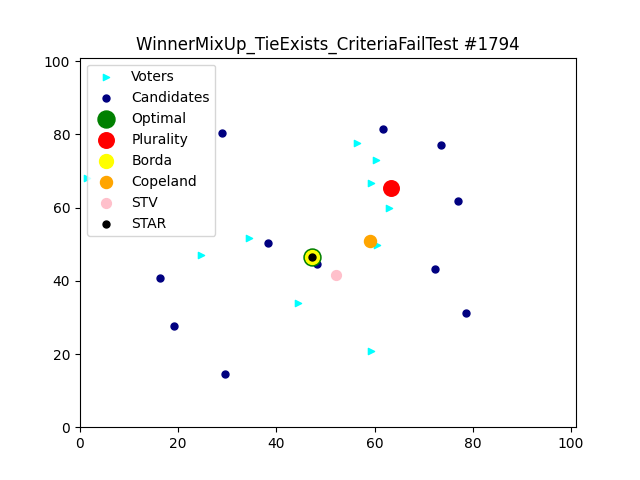 WinnerMixUp_TieExists_CriteriaFailTest #1794
100
80
60
40
20
0
0 20 40 60 80 100
Voters
Candidates
Optimal
Plurality
Borda
Copeland
STV
STAR